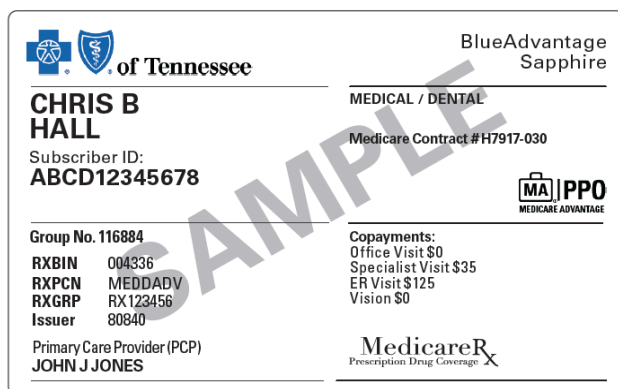 of Tennessee
BlueAdvantage
Sapphire
CHRIS B
HALL
Subscriber ID:
ABCD12345678
MEDICAL / DENTAL
Medicare Contract #H7917-030
MA PPO
MEDICARE ADVANTAGE
SAMPLE
Group No. 116884
RXBIN 004336
RXPCN MEDDADV
RXGRP RX123456
Issuer 80840
Primary Care Provider (PCP)
JOHN J JONES
Copayments:
Office Visit $0
Specialist Visit $35
ER Visit $125
Vision $0
MedicareRx
Prescription Drug Coverage